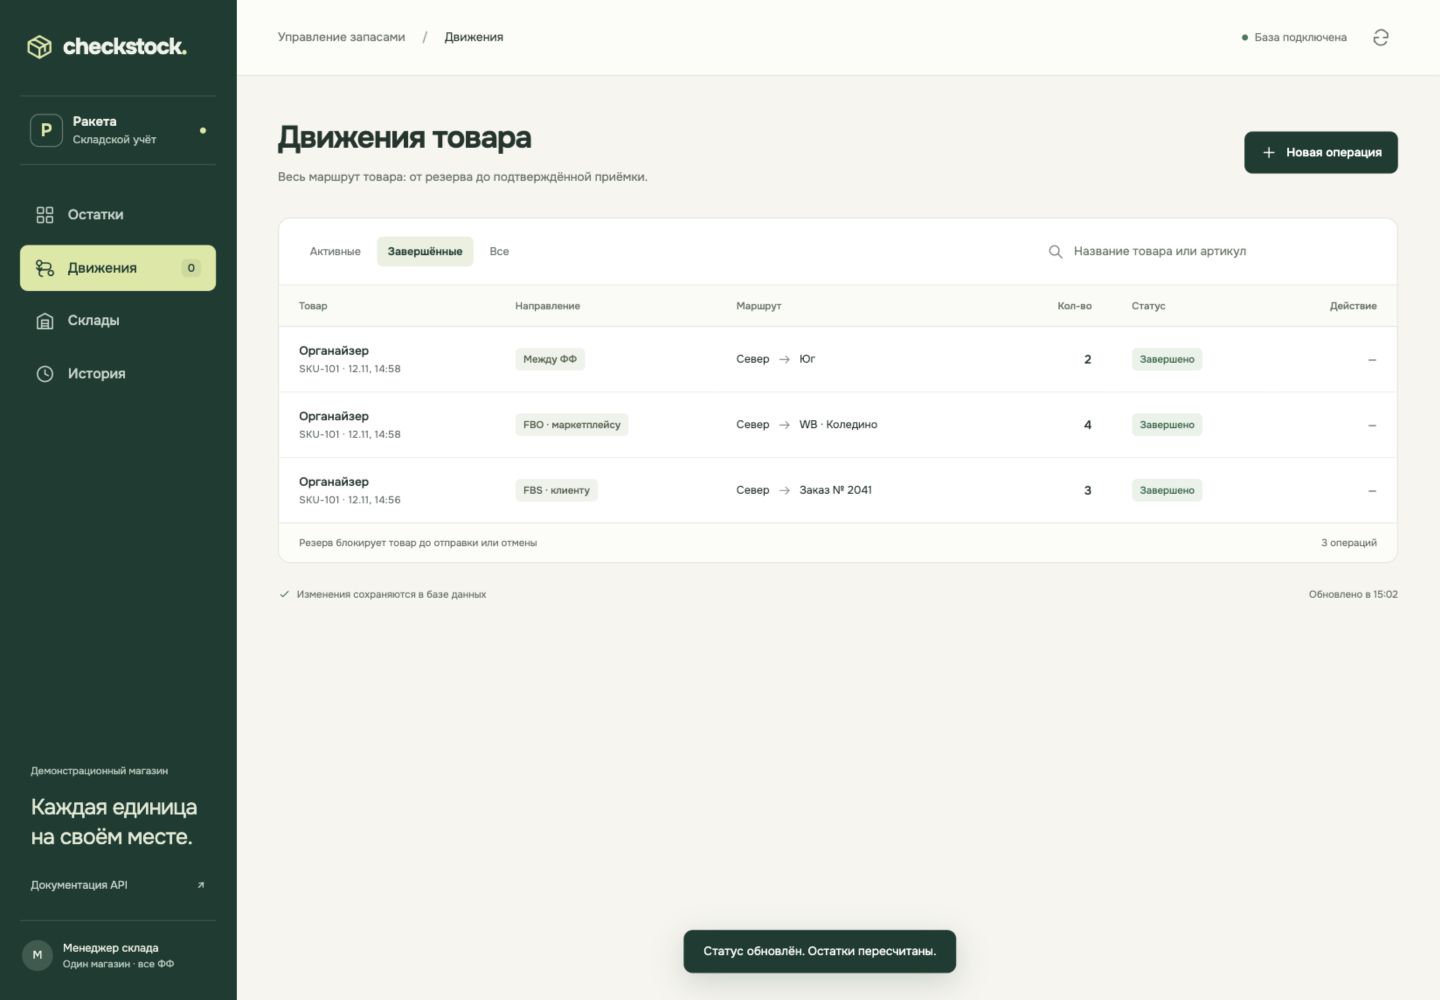 checkstock.
P
Ракета
Складской учёт
Остатки
Движения 0
Склады
История
Демонстрационный магазин
Каждая единица
на своём месте.
Документация API
М
Менеджер склада
Один магазин · все ФФ
Управление запасами / Движения
База подключена
Движения товара
Весь маршрут товара: от резерва до подтверждённой приёмки.
+ Новая операция
Активные Завершённые Все
Название товара или артикул
Товар Направление Маршрут Кол-во Статус Действие
Органайзер
SKU-101 · 12.11, 14:58
Между ФФ
Север → Юг
2
Завершено
–
Органайзер
SKU-101 · 12.11, 14:58
FBO · маркетплейсу
Север → WB · Коледино
4
Завершено
–
Органайзер
SKU-101 · 12.11, 14:56
FBS · клиенту
Север → Заказ № 2041
3
Завершено
–
Резерв блокирует товар до отправки или отмены
3 операций
Изменения сохраняются в базе данных
Обновлено в 15:02
Статус обновлён. Остатки пересчитаны.